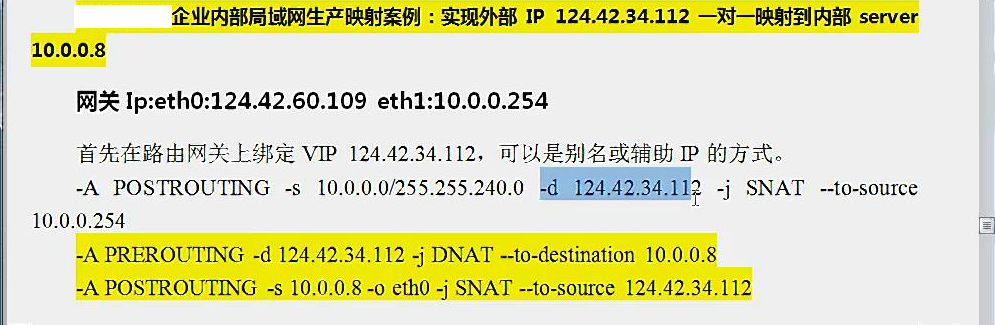 企业内部局域网生产映射案例：实现外部 IP 124.42.34.112 一对一映射到内部 server
10.0.0.8
网关 Ip:eth0:124.42.60.109 eth1:10.0.0.254
首先在路由网关上绑定 VIP 124.42.34.112，可以是别名或辅助 IP 的方式。
-A POSTROUTING -s 10.0.0.0/255.255.240.0 -d 124.42.34.112 -j SNAT --to-source
10.0.0.254
-A PREROUTING -d 124.42.34.112 -j DNAT --to-destination 10.0.0.8
-A POSTROUTING -s 10.0.0.8 -o eth0 -j SNAT --to-source 124.42.34.112